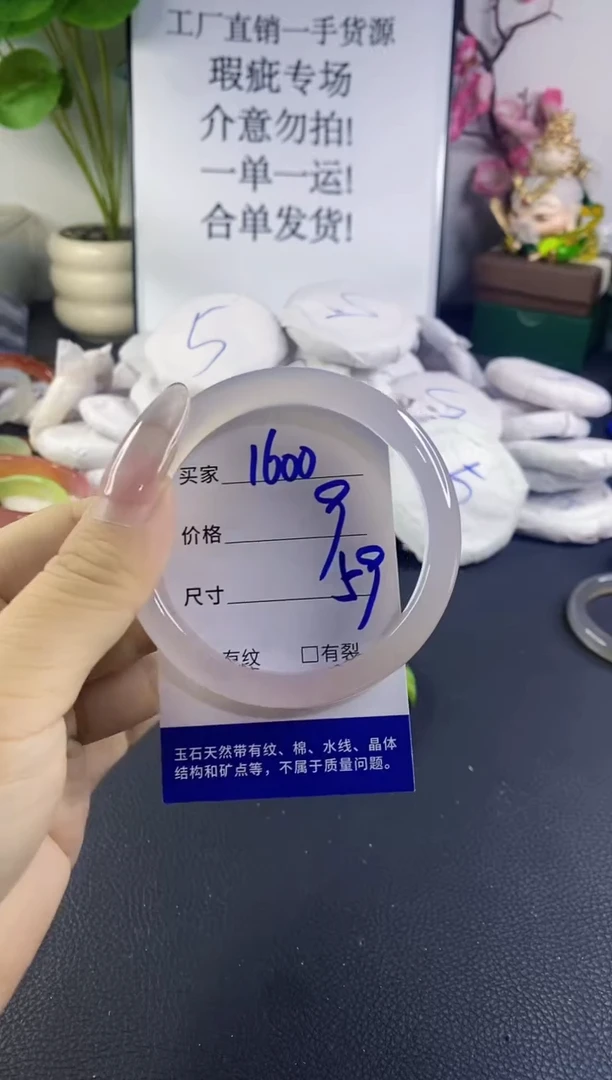 工厂直销一手货源
瑕疵专场
介意勿拍!
一单一运!
合单发货!
5
5
5
买家 1600
价格 9
尺寸 59
有纹 □有裂
玉石天然带有纹、棉、水线、晶体
结构和矿点等，不属于质量问题。